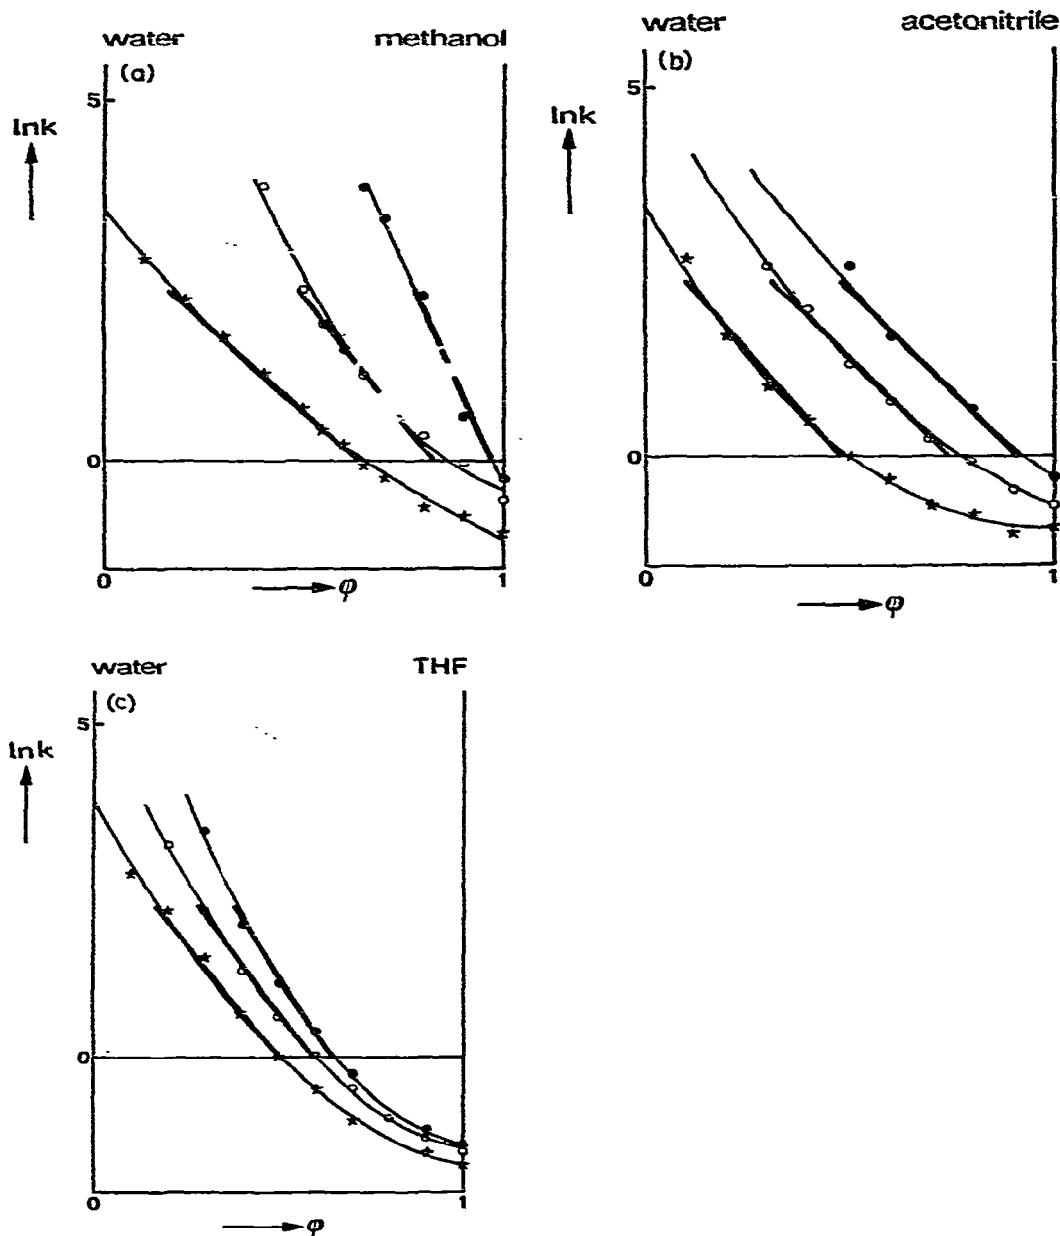 water methanol
(a)
5
lnk
0
0 1
φ
water acetonitrile
(b)
5
lnk
0
0 1
φ
water THF
(c)
5
lnk
0
0 1
φ